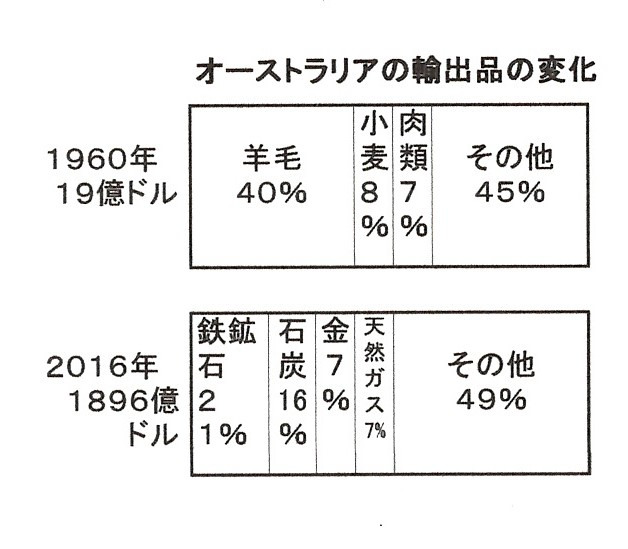 オーストラリアの輸出品の変化
1960年
19億ドル
羊毛
40%
小麦
8%
肉類
7%
その他
45%
2016年
1896億
ドル
鉄鉱
石
2
1%
石炭
16
%
金
7
%
天然ガス
7%
その他
49%